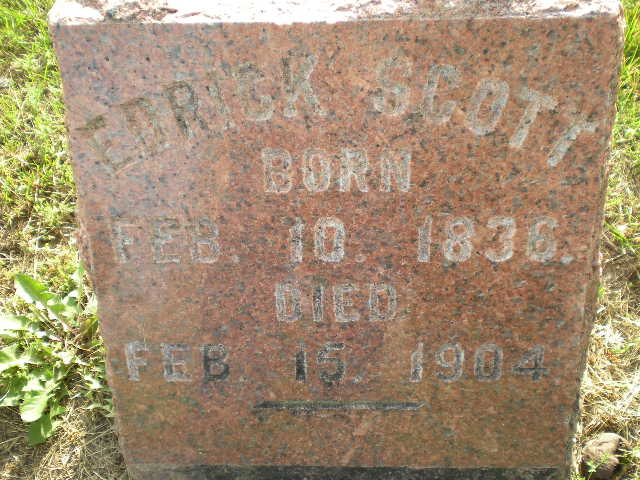 EDRICK SCOTT
BORN
FEB. 10. 1836.
DIED
FEB. 15. 1904.